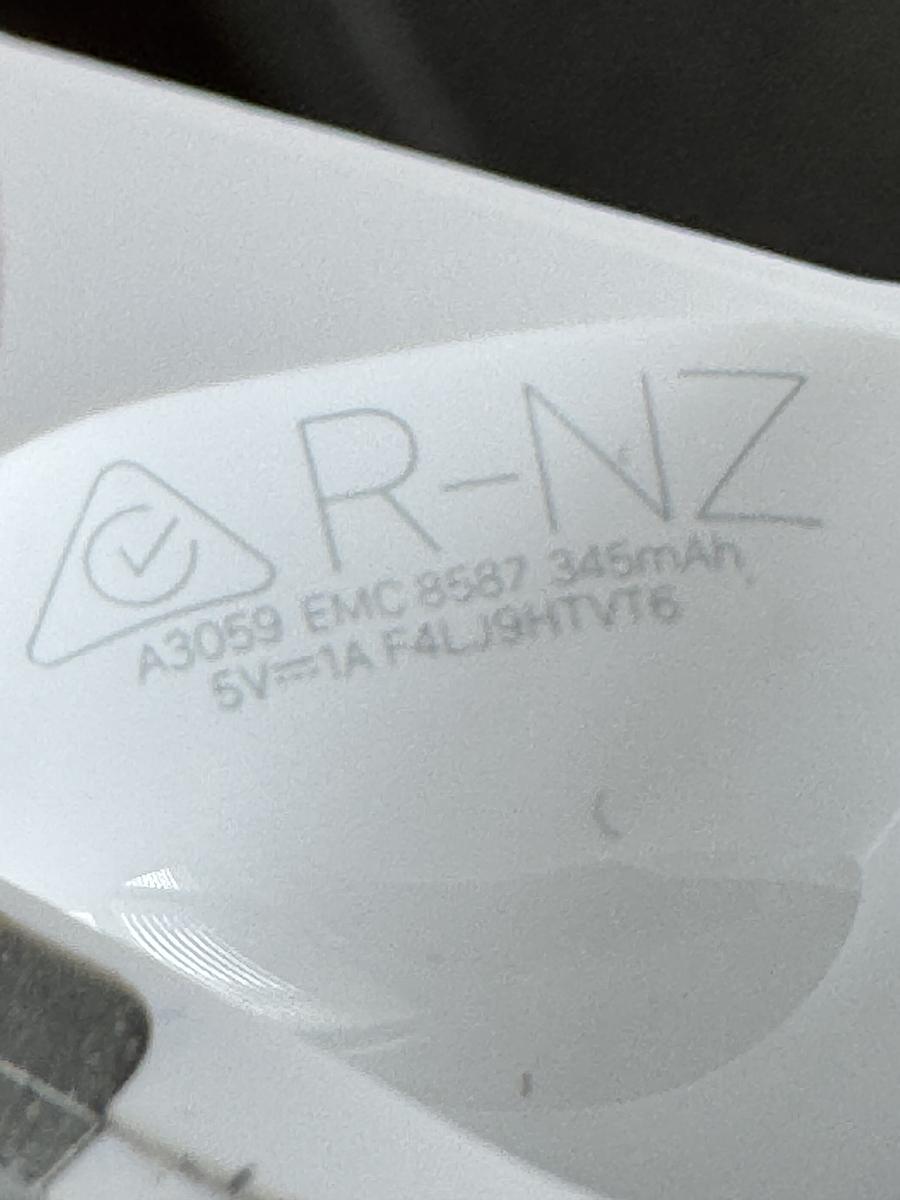 R-NZ
A3059 EMC 8587 345mAh
5V⎓1A F4LJ9HTVT6